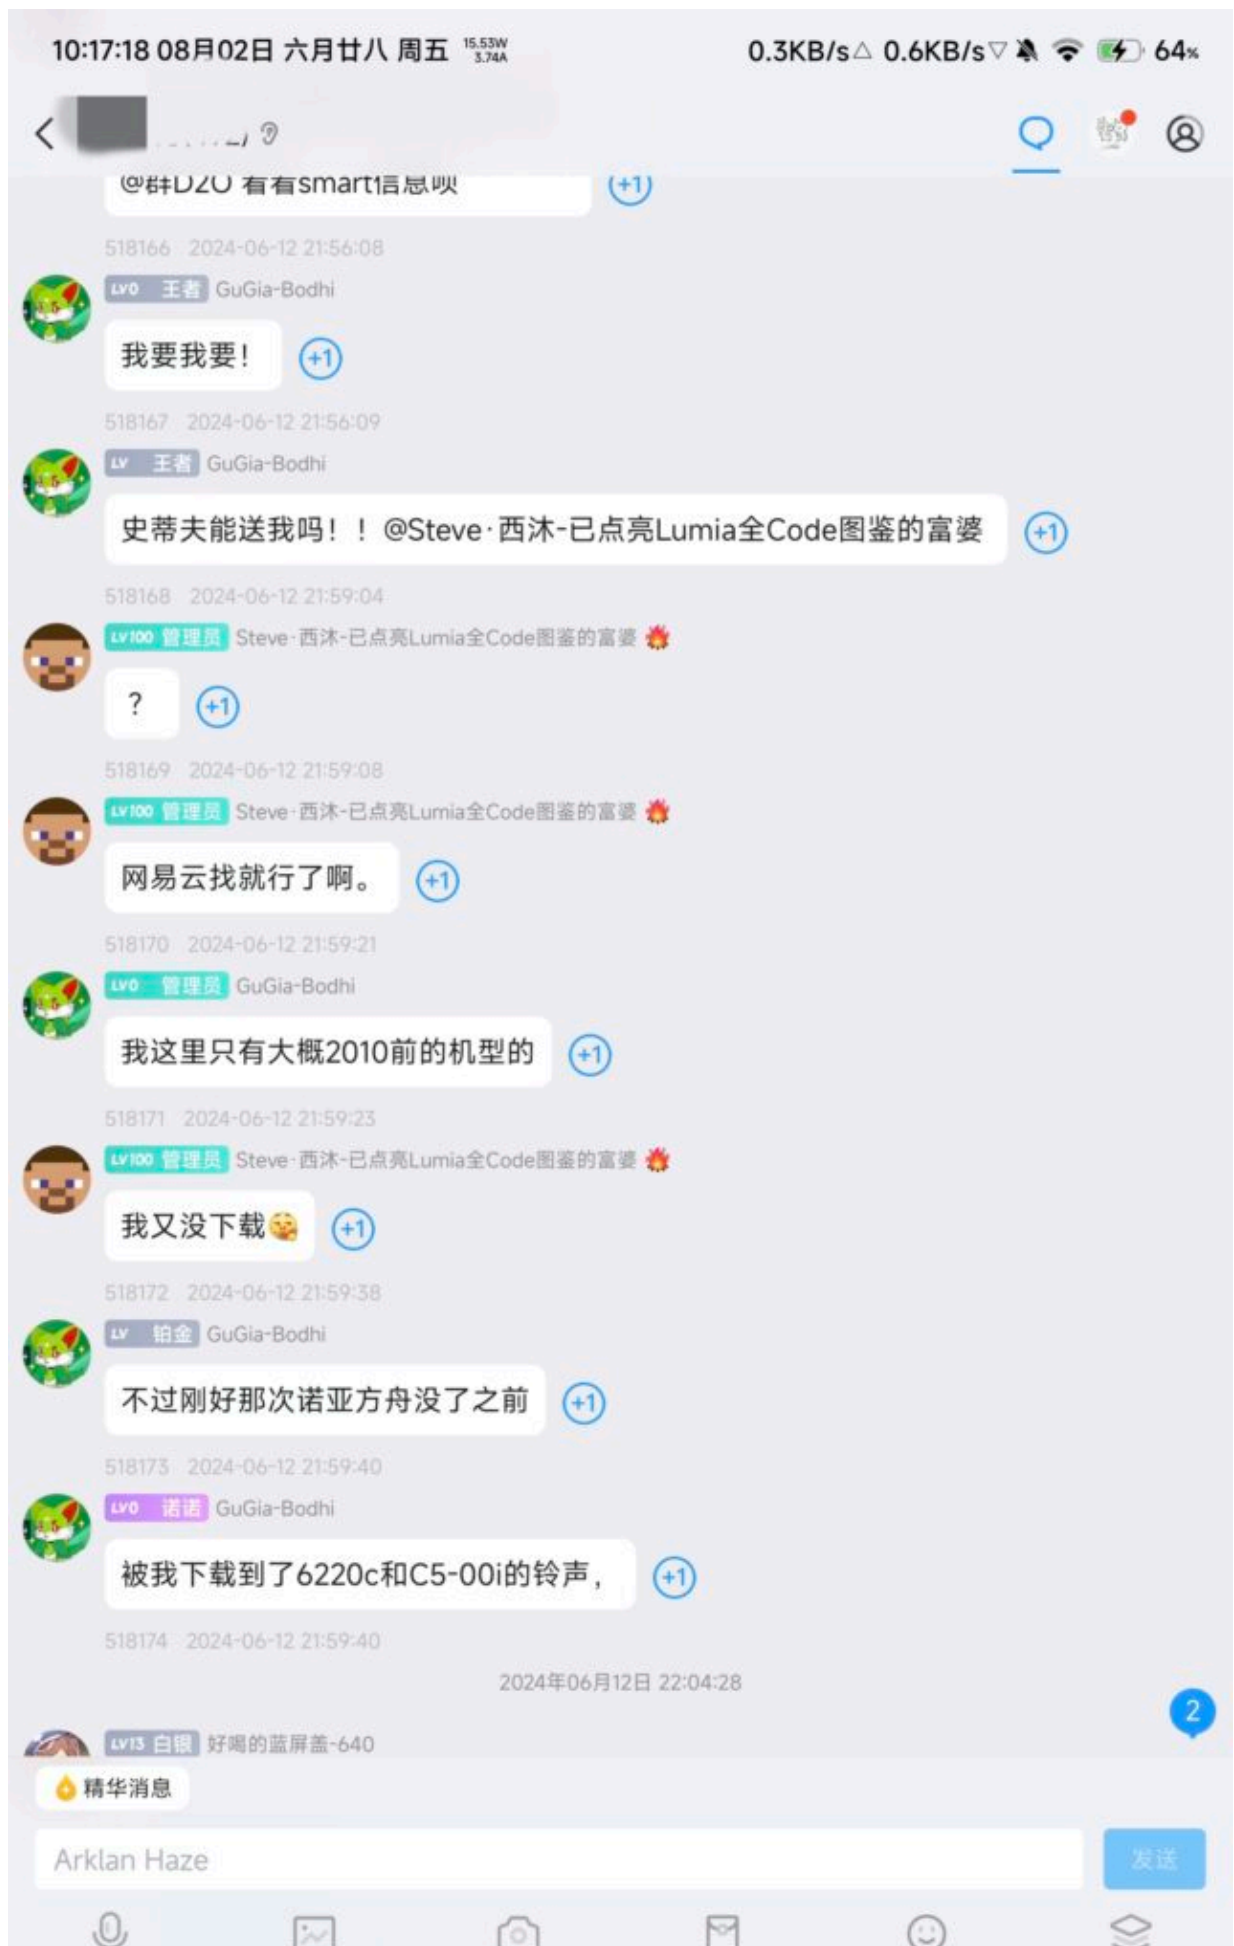 10:17:18 08月02日 六月廿八 周五 15.53W 3.74A 0.3KB/s△ 0.6KB/s▽ 64%
@群D2O 看看smart信息呗 +1
518166 2024-06-12 21:56:08
LV0 王者 GuGia-Bodhi
我要我要！ +1
518167 2024-06-12 21:56:09
LV 王者 GuGia-Bodhi
史蒂夫能送我吗！！@Steve·西沐-已点亮Lumia全Code图鉴的富婆 +1
518168 2024-06-12 21:59:04
LV100 管理员 Steve·西沐-已点亮Lumia全Code图鉴的富婆
？ +1
518169 2024-06-12 21:59:08
LV100 管理员 Steve·西沐-已点亮Lumia全Code图鉴的富婆
网易云找就行了啊。 +1
518170 2024-06-12 21:59:21
LV0 管理员 GuGia-Bodhi
我这里只有大概2010前的机型的 +1
518171 2024-06-12 21:59:23
LV100 管理员 Steve·西沐-已点亮Lumia全Code图鉴的富婆
我又没下载 +1
518172 2024-06-12 21:59:38
LV 铂金 GuGia-Bodhi
不过刚好那次诺亚方舟没了之前 +1
518173 2024-06-12 21:59:40
LV0 诺诺 GuGia-Bodhi
被我下载到了6220c和C5-00i的铃声， +1
518174 2024-06-12 21:59:40
2024年06月12日 22:04:28
2
LV13 白银 好喝的蓝屏盖-640
精华消息
Arklan Haze
发送